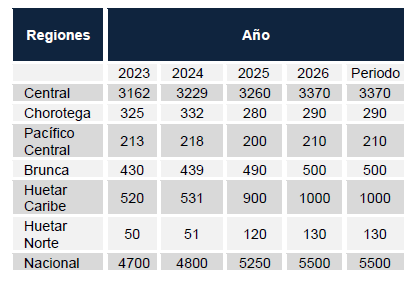 Regiones Año
2023 2024 2025 2026 Periodo
Central 3162 3229 3260 3370 3370
Chorotega 325 332 280 290 290
Pacífico
Central 213 218 200 210 210
Brunca 430 439 490 500 500
Huetar
Caribe 520 531 900 1000 1000
Huetar
Norte 50 51 120 130 130
Nacional 4700 4800 5250 5500 5500